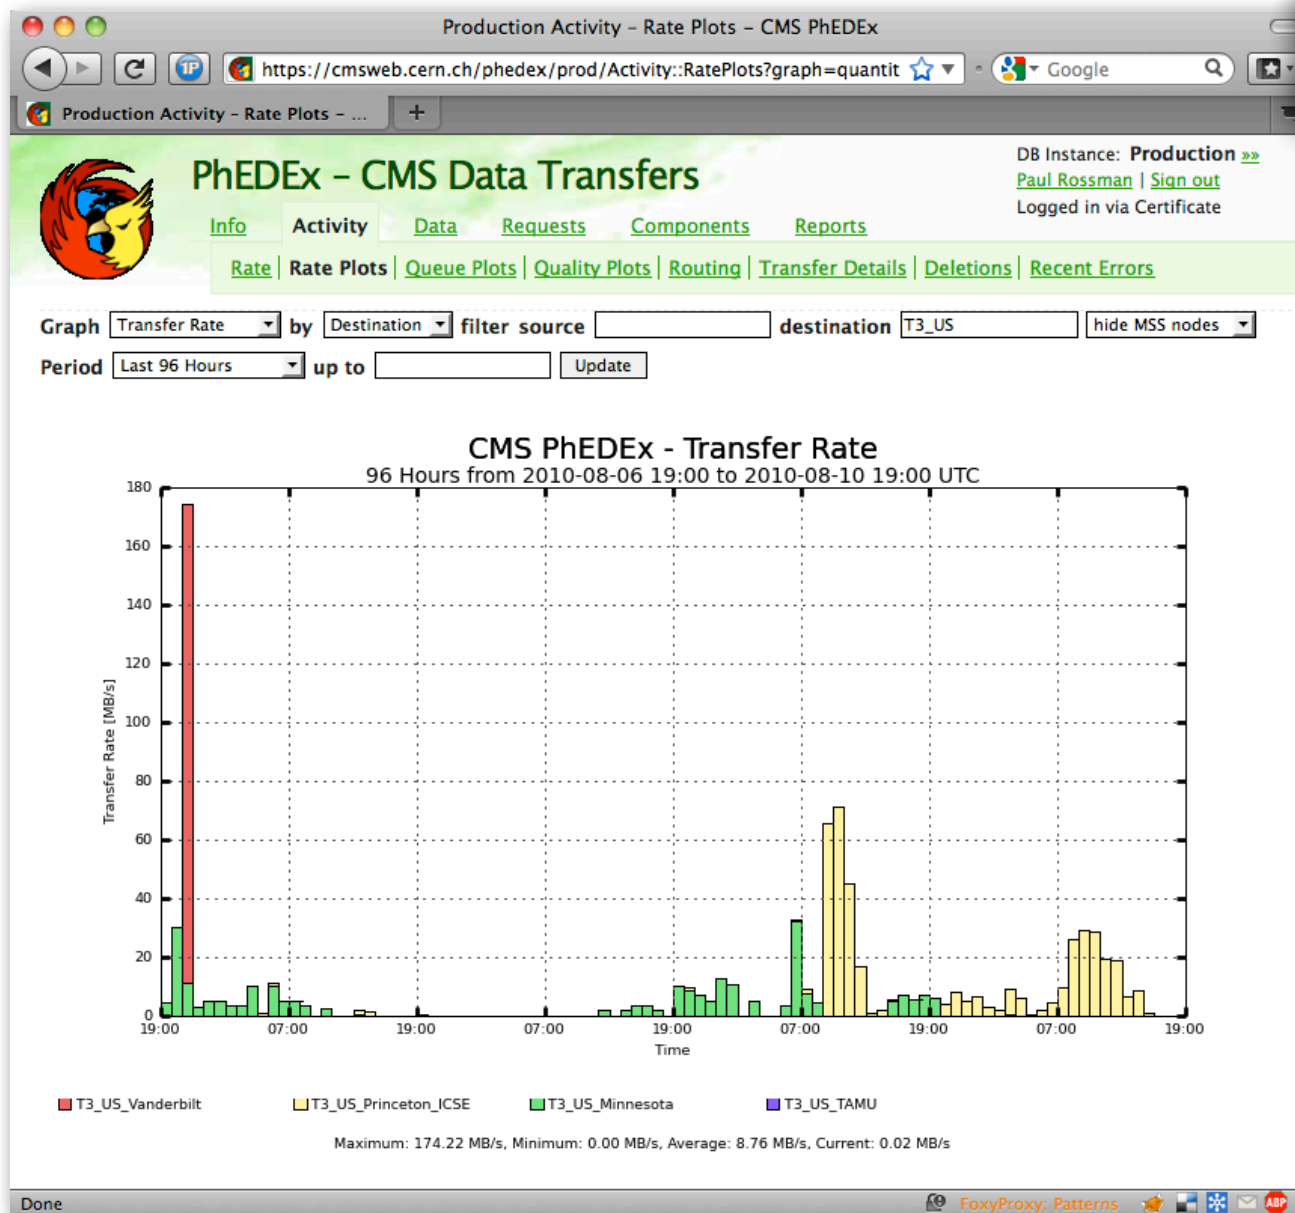 Production Activity – Rate Plots – CMS PhEDEx
https://cmsweb.cern.ch/phedex/prod/Activity::RatePlots?graph=quantit
Google
Production Activity – Rate Plots – ...
PhEDEx – CMS Data Transfers
DB Instance: Production »»
Paul Rossman | Sign out
Logged in via Certificate
Info Activity Data Requests Components Reports
Rate | Rate Plots | Queue Plots | Quality Plots | Routing | Transfer Details | Deletions | Recent Errors
Graph Transfer Rate by Destination filter source destination T3_US hide MSS nodes
Period Last 96 Hours up to Update
CMS PhEDEx - Transfer Rate
96 Hours from 2010-08-06 19:00 to 2010-08-10 19:00 UTC
180
160
140
120
100
80
60
40
20
0
Transfer Rate [MB/s]
19:00 07:00 19:00 07:00 19:00 07:00 19:00 07:00 19:00
Time
T3_US_Vanderbilt T3_US_Princeton_ICSE T3_US_Minnesota T3_US_TAMU
Maximum: 174.22 MB/s, Minimum: 0.00 MB/s, Average: 8.76 MB/s, Current: 0.02 MB/s
Done
FoxyProxy: Patterns
ABP